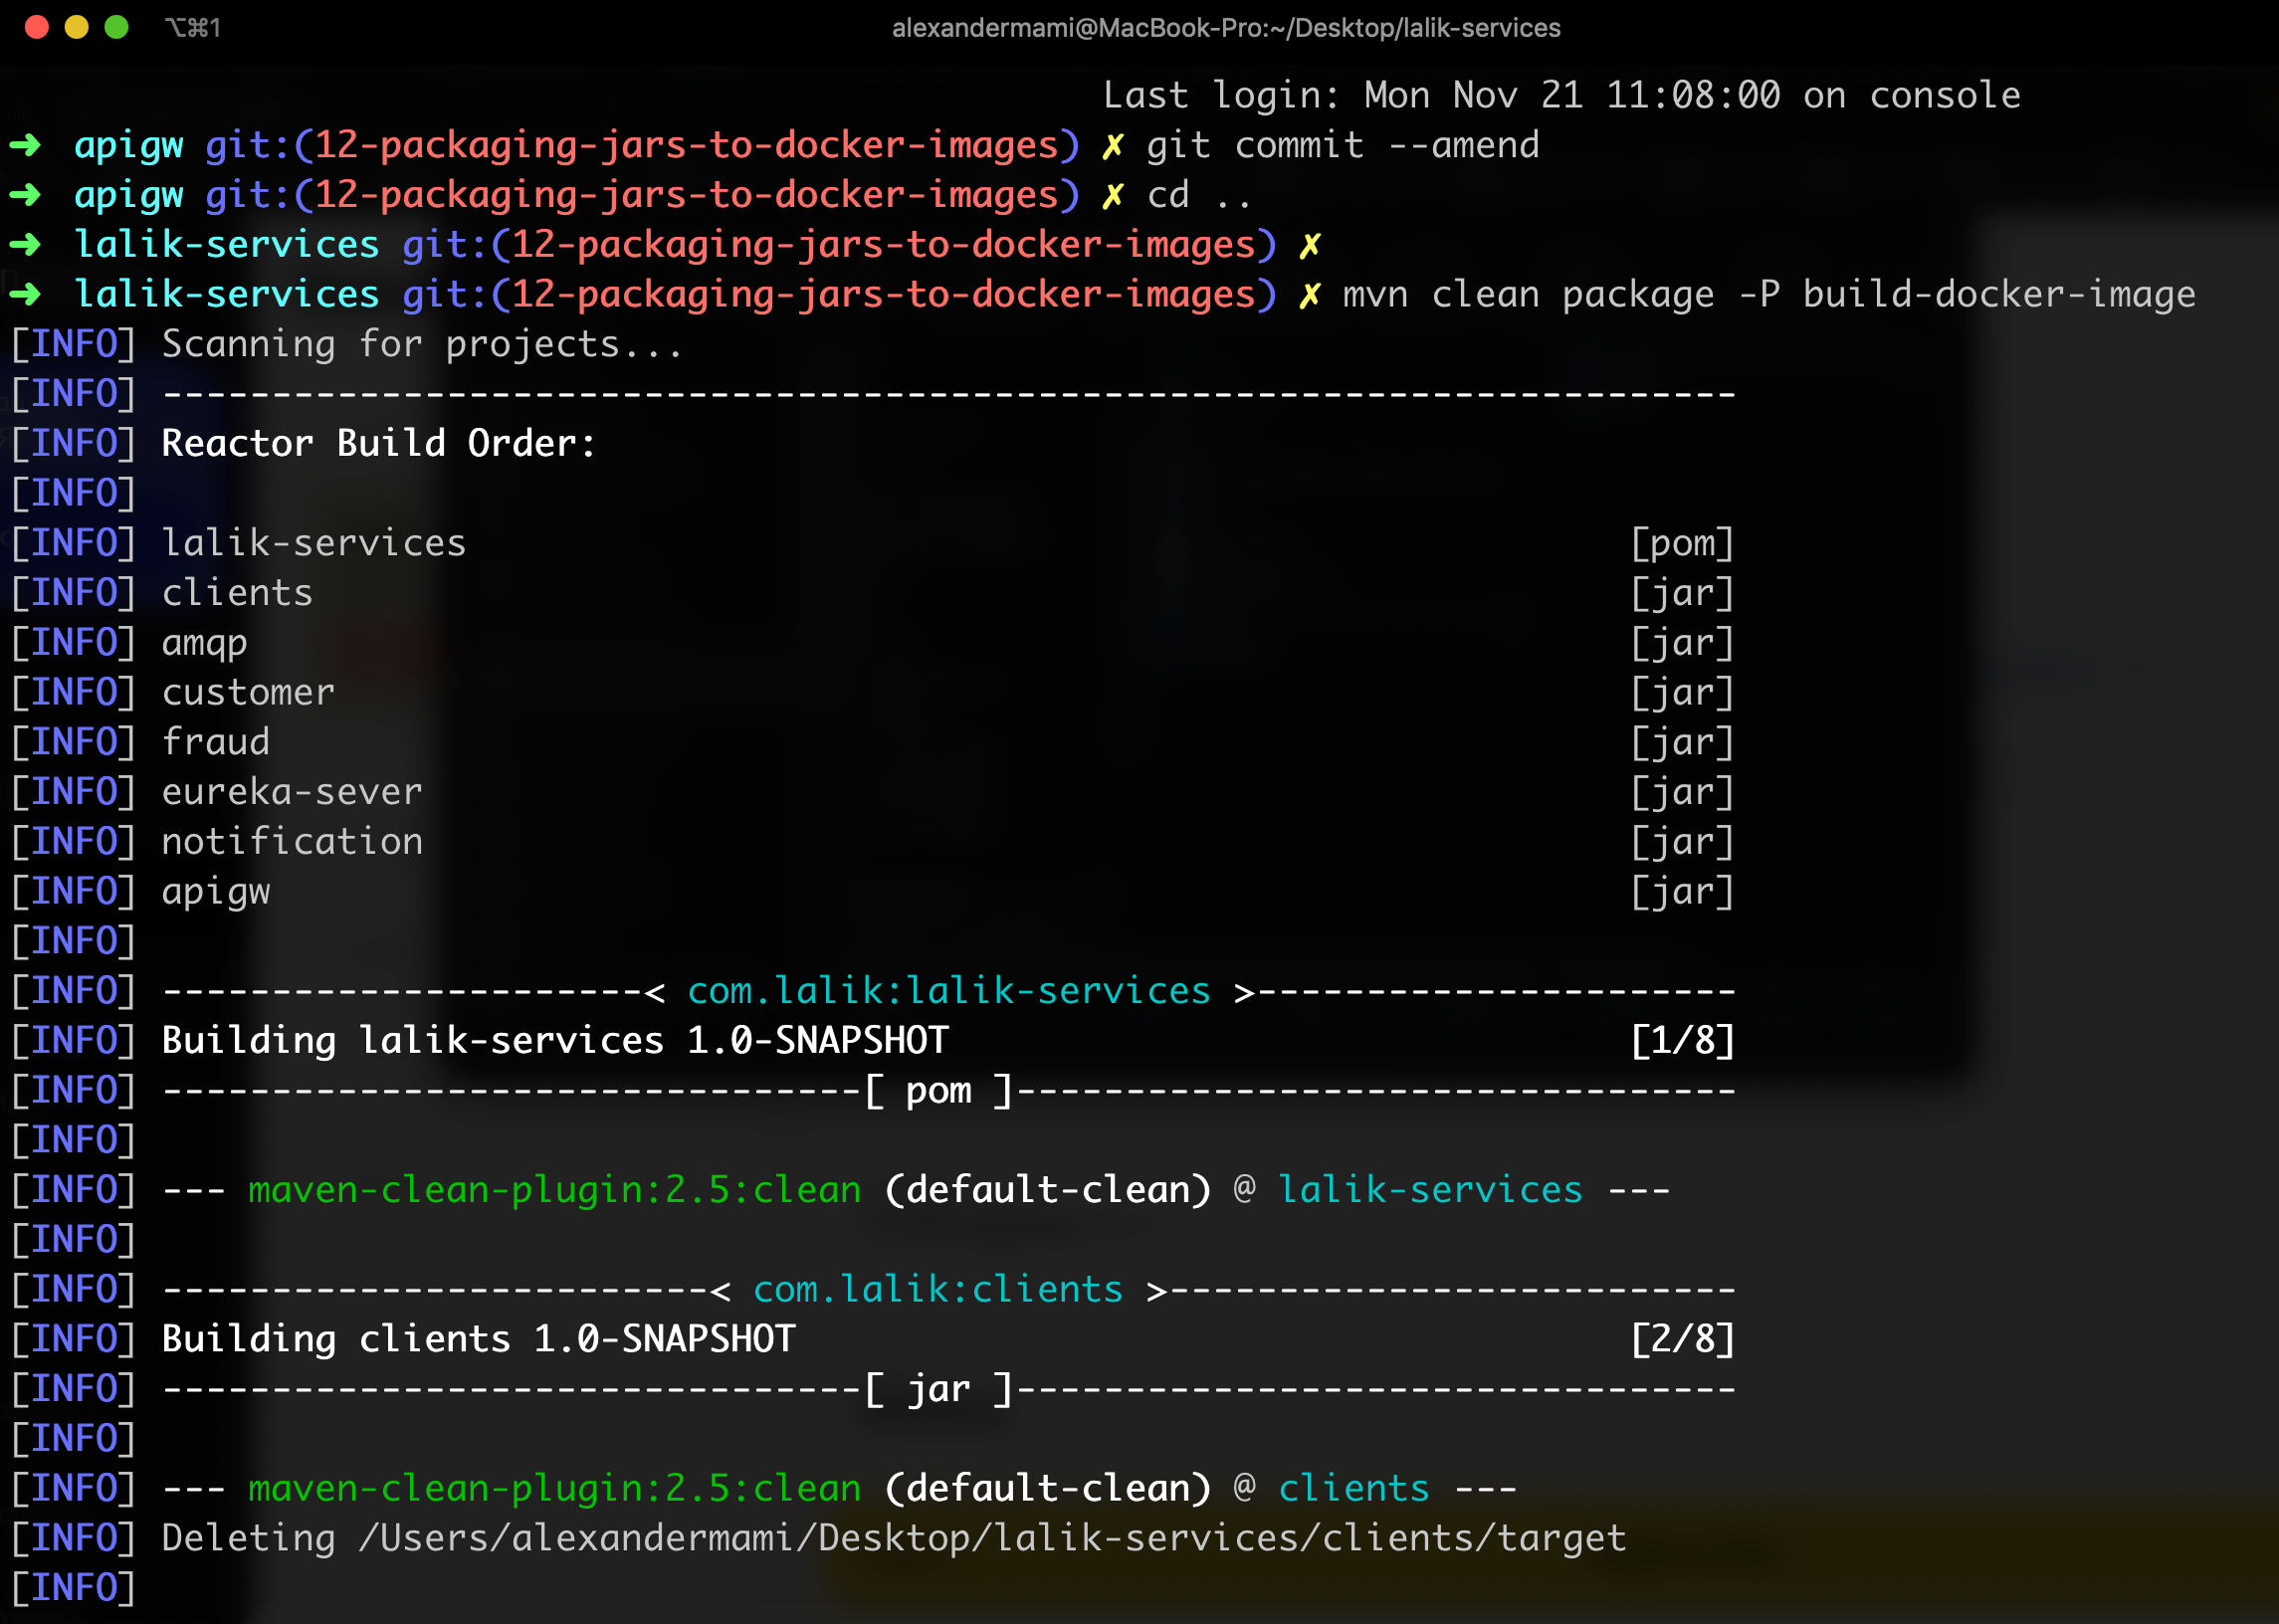 ⌥⌘1
alexandermami@MacBook-Pro:~/Desktop/lalik-services
Last login: Mon Nov 21 11:08:00 on console
➜ apigw git:(12-packaging-jars-to-docker-images) ✗ git commit --amend
➜ apigw git:(12-packaging-jars-to-docker-images) ✗ cd ..
➜ lalik-services git:(12-packaging-jars-to-docker-images) ✗
➜ lalik-services git:(12-packaging-jars-to-docker-images) ✗ mvn clean package -P build-docker-image
[INFO] Scanning for projects...
[INFO] ------------------------------------------------------------------------
[INFO] Reactor Build Order:
[INFO]
[INFO] lalik-services [pom]
[INFO] clients [jar]
[INFO] amqp [jar]
[INFO] customer [jar]
[INFO] fraud [jar]
[INFO] eureka-sever [jar]
[INFO] notification [jar]
[INFO] apigw [jar]
[INFO]
[INFO] ----------------------< com.lalik:lalik-services >----------------------
[INFO] Building lalik-services 1.0-SNAPSHOT [1/8]
[INFO] --------------------------------[ pom ]---------------------------------
[INFO]
[INFO] --- maven-clean-plugin:2.5:clean (default-clean) @ lalik-services ---
[INFO]
[INFO] -------------------------< com.lalik:clients >--------------------------
[INFO] Building clients 1.0-SNAPSHOT [2/8]
[INFO] --------------------------------[ jar ]---------------------------------
[INFO]
[INFO] --- maven-clean-plugin:2.5:clean (default-clean) @ clients ---
[INFO] Deleting /Users/alexandermami/Desktop/lalik-services/clients/target
[INFO]